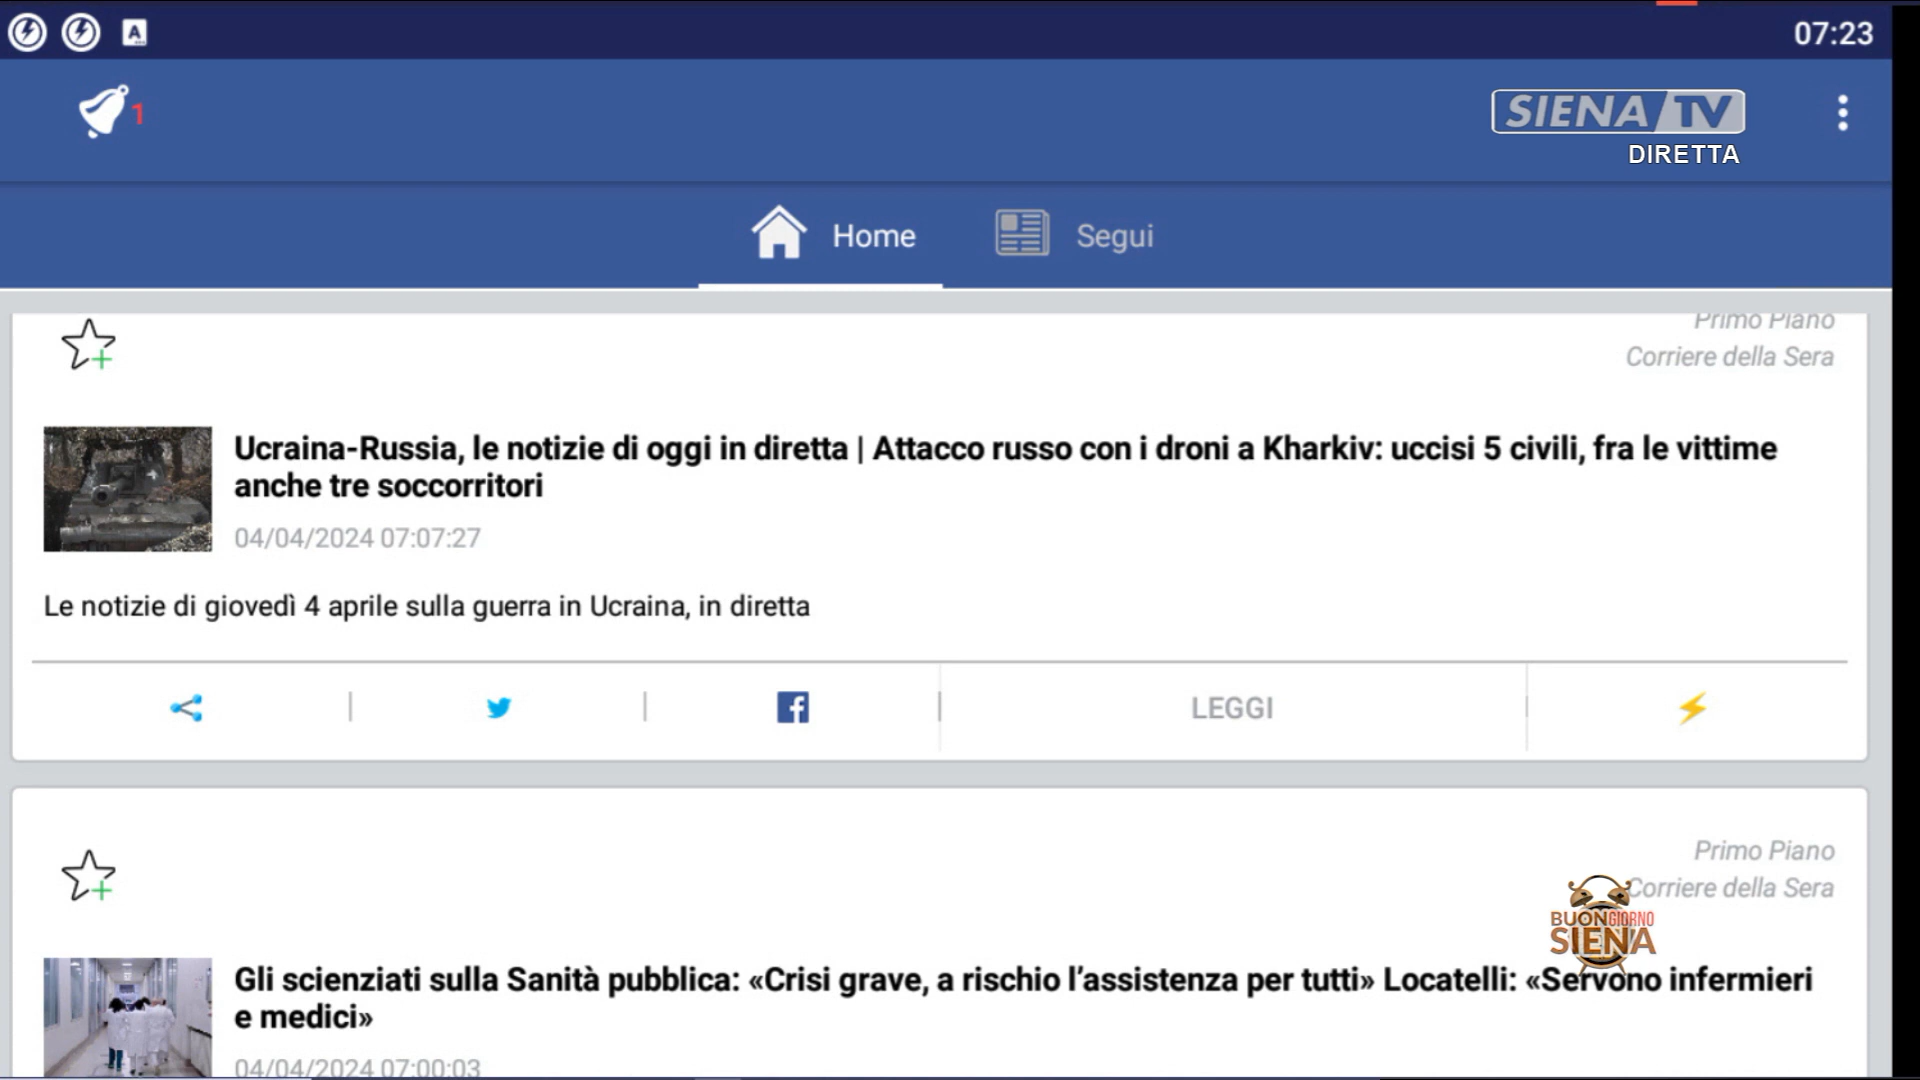 07:23
1
SIENA TV
DIRETTA
Home
Segui
Primo Piano
Corriere della Sera
Ucraina-Russia, le notizie di oggi in diretta | Attacco russo con i droni a Kharkiv: uccisi 5 civili, fra le vittime
anche tre soccorritori
04/04/2024 07:07:27
Le notizie di giovedì 4 aprile sulla guerra in Ucraina, in diretta
LEGGI
Primo Piano
Corriere della Sera
BUONGIORNO
SIENA
Gli scienziati sulla Sanità pubblica: «Crisi grave, a rischio l’assistenza per tutti» Locatelli: «Servono infermieri
e medici»
04/04/2024 07:00:03